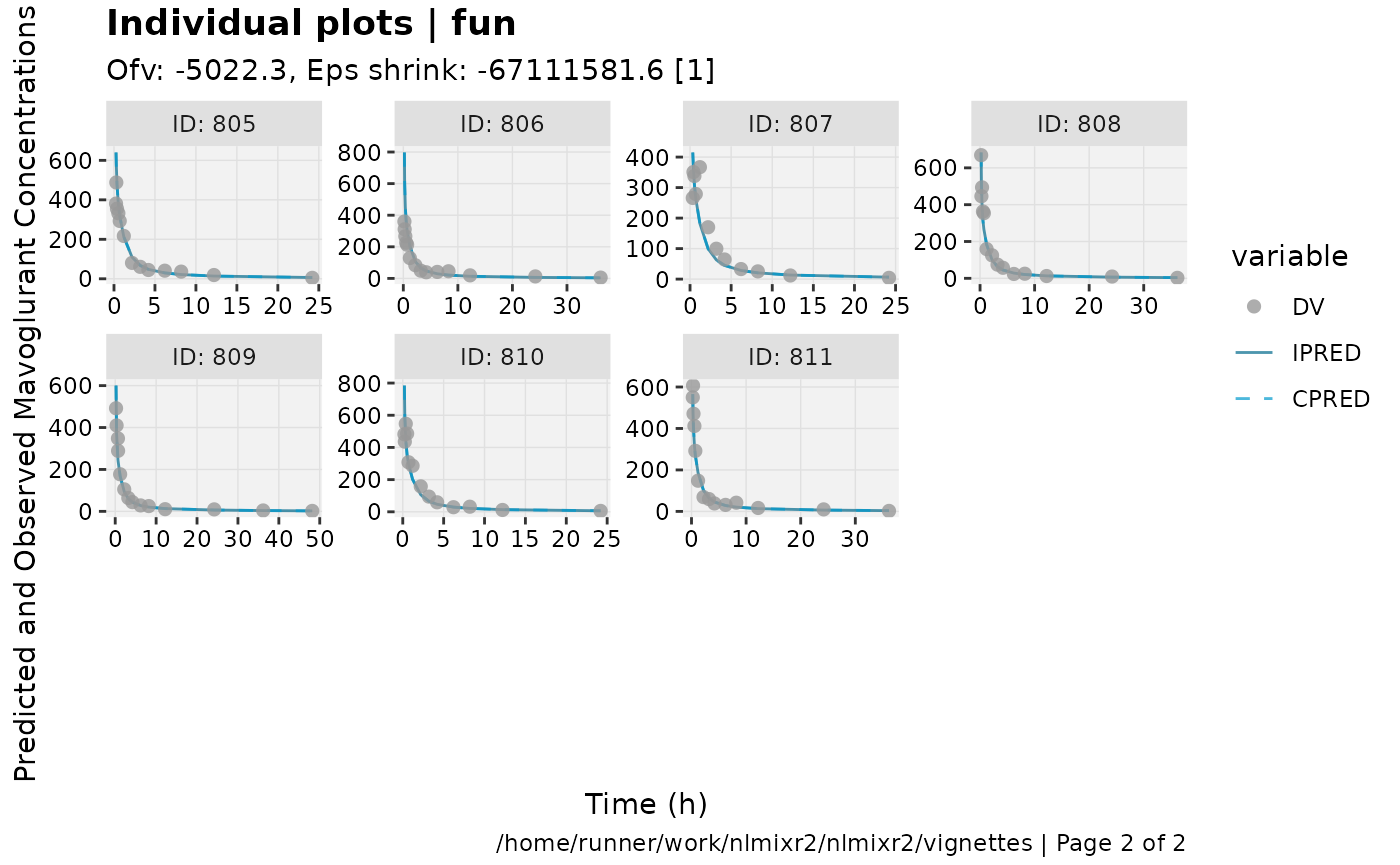 Individual plots | fun
Ofv: -5022.3, Eps shrink: -67111581.6 [1]
Predicted and Observed Mavoglurant Concentrations
ID: 805
ID: 806
ID: 807
ID: 808
600
400
200
0
800
600
400
200
0
400
300
200
100
0
600
400
200
0
0 5 10 15 20 25
0 10 20 30
0 5 10 15 20 25
0 10 20 30
ID: 809
ID: 810
ID: 811
600
400
200
0
800
600
400
200
0
600
400
200
0
0 10 20 30 40 50
0 5 10 15 20 25
0 10 20 30
variable
DV
IPRED
CPRED
Time (h)
/home/runner/work/nlmixr2/nlmixr2/vignettes | Page 2 of 2